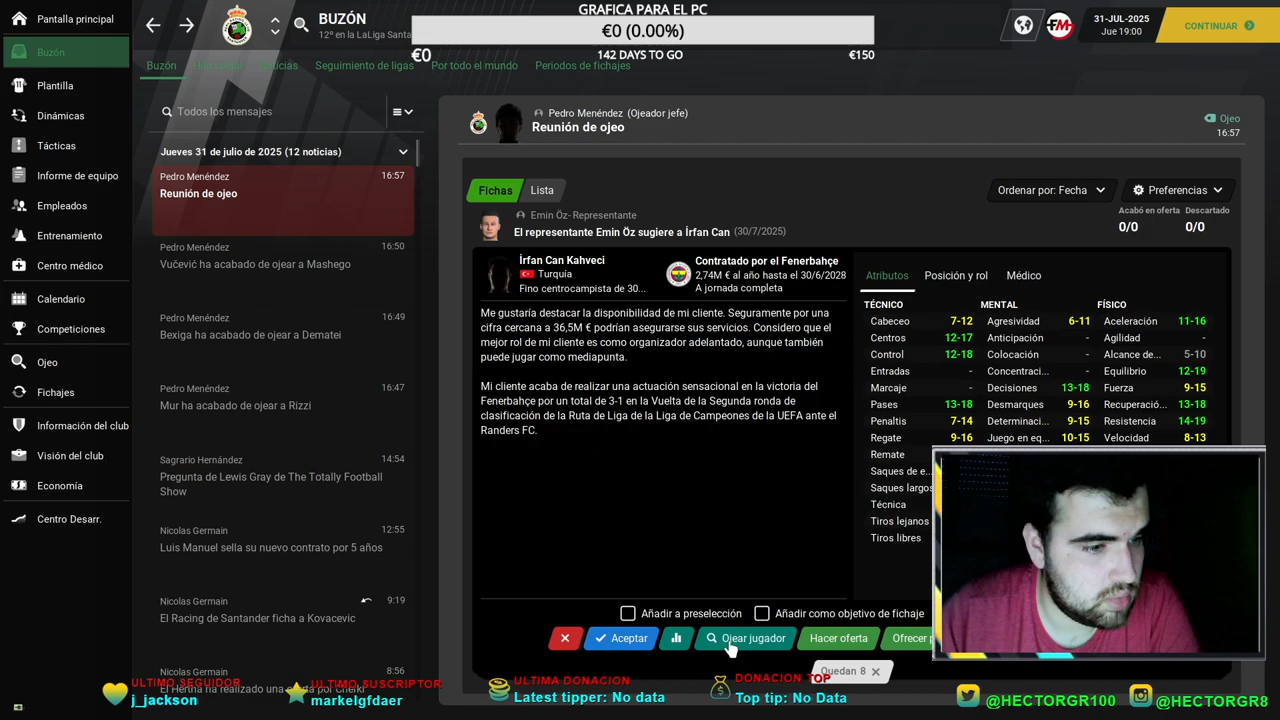 Pantalla principal
BUZÓN
12º en la LaLiga Santa
GRAFICA PARA EL PC
€0 (0.00%)
€0
142 DAYS TO GO
€150
31-JUL-2025
Jue 19:00
CONTINUAR
Buzón
Plantilla
Dinámicas
Tácticas
Informe de equipo
Empleados
Entrenamiento
Centro médico
Calendario
Competiciones
Ojeo
Fichajes
Información del club
Visión del club
Economía
Centro Desarr.
Buzón
Noticias
Seguimiento de ligas
Por todo el mundo
Periodos de fichajes
Todos los mensajes
Jueves 31 de julio de 2025 (12 noticias)
Pedro Menéndez 16:57
Reunión de ojeo
Pedro Menéndez 16:50
Vučević ha acabado de ojear a Mashego
Pedro Menéndez 16:49
Bexiga ha acabado de ojear a Dematei
Pedro Menéndez 16:47
Mur ha acabado de ojear a Rizzi
Sagrario Hernández 14:54
Pregunta de Lewis Gray de The Totally Football
Show
Nicolas Germain 12:55
Luis Manuel sella su nuevo contrato por 5 años
Nicolas Germain 9:19
El Racing de Santander ficha a Kovacevic
Nicolas Germain 8:56
Pedro Menéndez (Ojeador jefe)
Reunión de ojeo
Ojeo
16:57
Fichas
Lista
Ordenar por: Fecha
Preferencias
Emin Öz- Representante
El representante Emin Öz sugiere a İrfan Can (30/7/2025)
Acabó en oferta Descartado
0/0 0/0
İrfan Can Kahveci
Turquía
Fino centrocampista de 30...
Contratado por el Fenerbahçe
2,74M € al año hasta el 30/6/2028
A jornada completa
Me gustaría destacar la disponibilidad de mi cliente. Seguramente por una
cifra cercana a 36,5M € podrían asegurarse sus servicios. Considero que el
mejor rol de mi cliente es como organizador adelantado, aunque también
puede jugar como mediapunta.
Mi cliente acaba de realizar una actuación sensacional en la victoria del
Fenerbahçe por un total de 3-1 en la Vuelta de la Segunda ronda de
clasificación de la Ruta de Liga de la Liga de Campeones de la UEFA ante el
Randers FC.
Atributos
Posición y rol
Médico
TÉCNICO MENTAL FÍSICO
Cabeceo 7-12 Agresividad 6-11 Aceleración 11-16
Centros 12-17 Anticipación - Agilidad -
Control 12-18 Colocación - Alcance de... 5-10
Entradas - Concentraci... - Equilibrio 12-19
Marcaje - Decisiones 13-18 Fuerza 9-15
Pases 13-18 Desmarques 9-16 Recuperació... 13-18
Penaltis 7-14 Determinaci... 9-15 Resistencia 14-19
Regate 9-16 Juego en eq... 10-15 Velocidad 8-13
Remate
Saques de e...
Saques largos
Técnica
Tiros lejanos
Tiros libres
Añadir a preselección
Añadir como objetivo de fichaje
Aceptar
Ojear jugador
Hacer oferta
Quedan 8
ULTIMO SEGUIDOR
j_jackson
ULTIMO SUSCRIPTOR
markelgfdaer
ULTIMA DONACION
Latest tipper: No data
DONACION TOP
Top tip: No Data
@HECTORGR100
@HECTORGR8